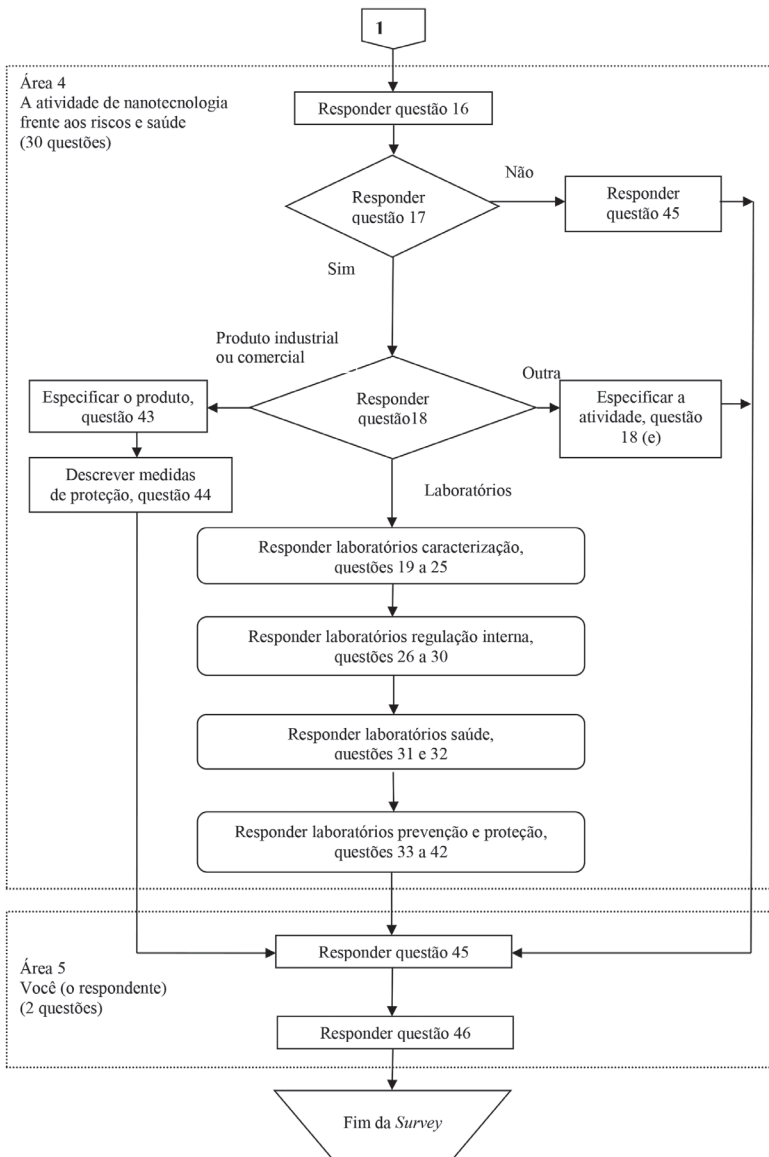 1
Área 4
A atividade de nanotecnologia
frente aos riscos e saúde
(30 questões)
Responder questão 16
Responder
questão 17
Não
Responder
questão 45
Sim
Produto industrial
ou comercial
Responder
questão18
Outra
Especificar o produto,
questão 43
Especificar a
atividade, questão
18 (e)
Descrever medidas
de proteção, questão 44
Laboratórios
Responder laboratórios caracterização,
questões 19 a 25
Responder laboratórios regulação interna,
questões 26 a 30
Responder laboratórios saúde,
questões 31 e 32
Responder laboratórios prevenção e proteção,
questões 33 a 42
Área 5
Você (o respondente)
(2 questões)
Responder questão 45
Responder questão 46
Fim da Survey